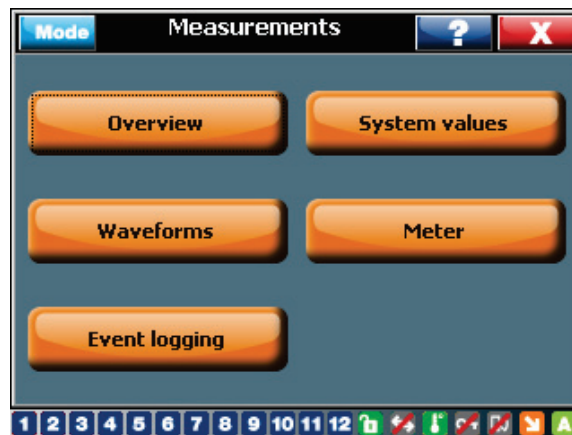 Mode Measurements ? X
Overview System values
Waveforms Meter
Event logging
1 2 3 4 5 6 7 8 9 10 11 12 A